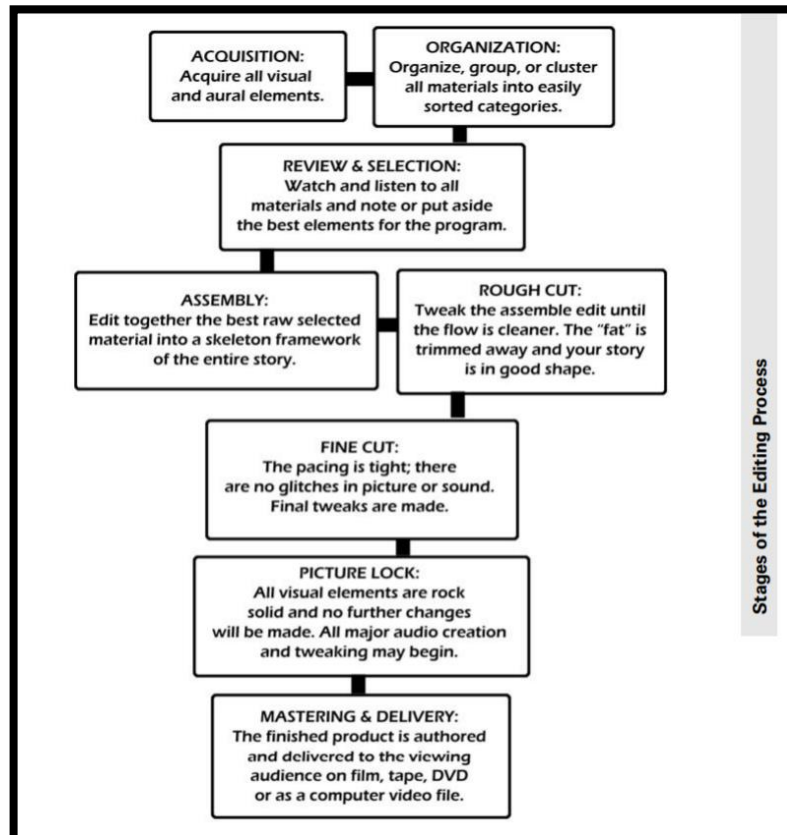 ACQUISITION:
Acquire all visual
and aural elements.
ORGANIZATION:
Organize, group, or cluster
all materials into easily
sorted categories.
REVIEW & SELECTION:
Watch and listen to all
materials and note or put aside
the best elements for the program.
ASSEMBLY:
Edit together the best raw selected
material into a skeleton framework
of the entire story.
ROUGH CUT:
Tweak the assemble edit until
the flow is cleaner. The "fat" is
trimmed away and your story
is in good shape.
FINE CUT:
The pacing is tight; there
are no glitches in picture or sound.
Final tweaks are made.
PICTURE LOCK:
All visual elements are rock
solid and no further changes
will be made. All major audio creation
and tweaking may begin.
MASTERING & DELIVERY:
The finished product is authored
and delivered to the viewing
audience on film, tape, DVD
or as a computer video file.
Stages of the Editing Process